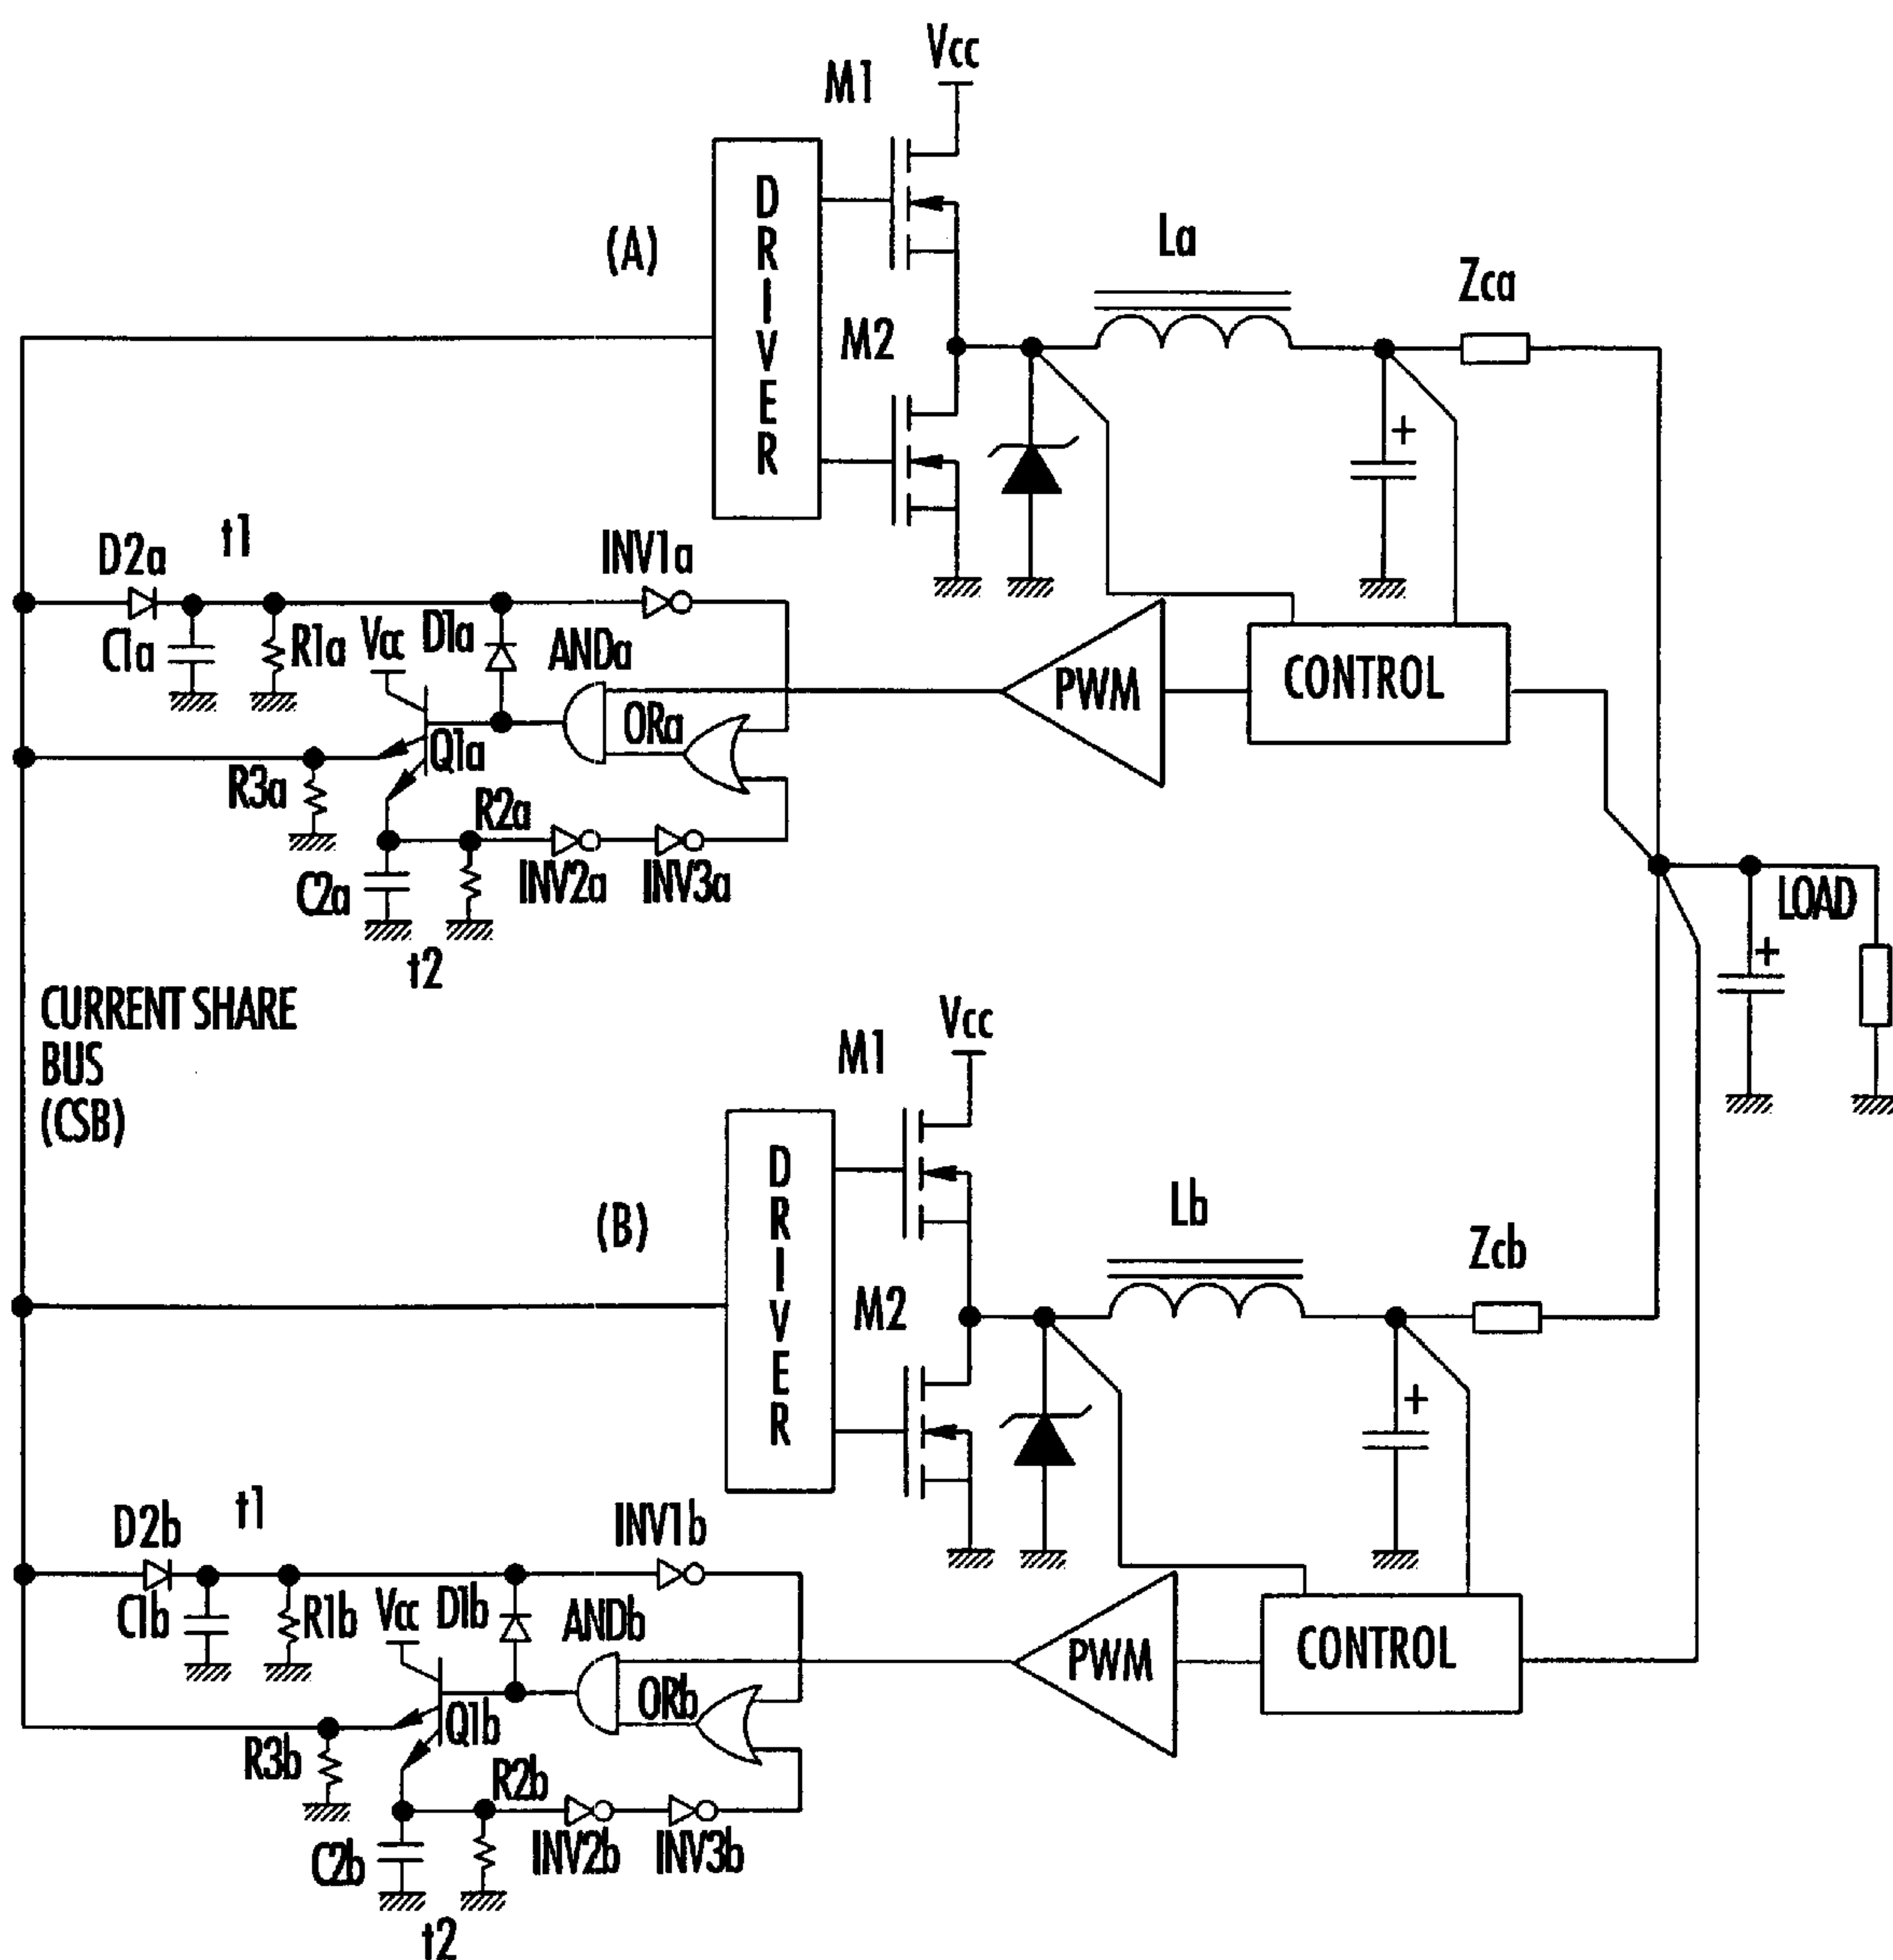 Vcc
M1
DRIVER
(A)
La
Zca
M2
+
t1
D2a
INV1a
C1a
R1a
Vcc
D1a
ANDa
PWM
CONTROL
ORa
Q1a
R3a
R2a
C2a
INV2a
INV3a
t2
LOAD
+
CURRENT SHARE
BUS
(CSB)
Vcc
M1
DRIVER
(B)
Lb
Zcb
M2
+
t1
D2b
INV1b
C1b
R1b
Vcc
D1b
ANDb
PWM
CONTROL
ORb
Q1b
R3b
R2b
C2b
INV2b
INV3b
t2